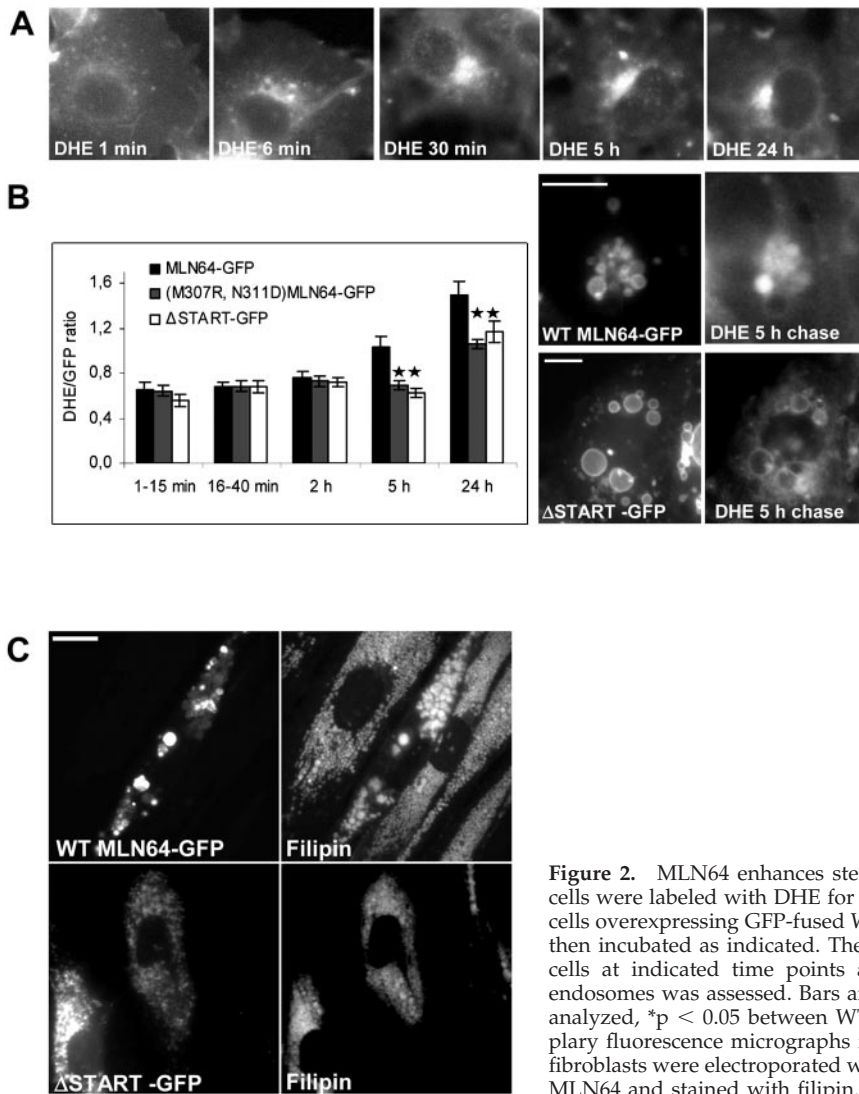 A
DHE 1 min
DHE 6 min
DHE 30 min
DHE 5 h
DHE 24 h
B
MLN64-GFP
(M307R, N311D)MLN64-GFP
ΔSTART-GFP
DHE/GFP ratio
1,6
1,2
0,8
0,4
0,0
★★
★★
1-15 min
16-40 min
2 h
5 h
24 h
WT MLN64-GFP
DHE 5 h chase
ΔSTART -GFP
DHE 5 h chase
C
WT MLN64-GFP
Filipin
ΔSTART -GFP
Filipin
Figure 2. MLN64 enhances
cells were labeled with DHE for
cells overexpressing GFP-fused
then incubated as indicated.
cells at indicated time points
endosomes was assessed. Bars
analyzed, *p < 0.05 between WT
plary fluorescence micrographs
fibroblasts were electroporated
MLN64 and stained with filipin.